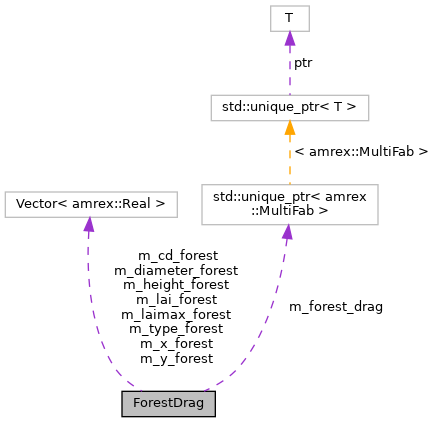 T
ptr
std::unique_ptr< T >
< amrex::MultiFab >
Vector< amrex::Real >
std::unique_ptr< amrex
::MultiFab >
m_cd_forest
m_diameter_forest
m_height_forest
m_lai_forest
m_laimax_forest
m_type_forest
m_x_forest
m_y_forest
m_forest_drag
ForestDrag